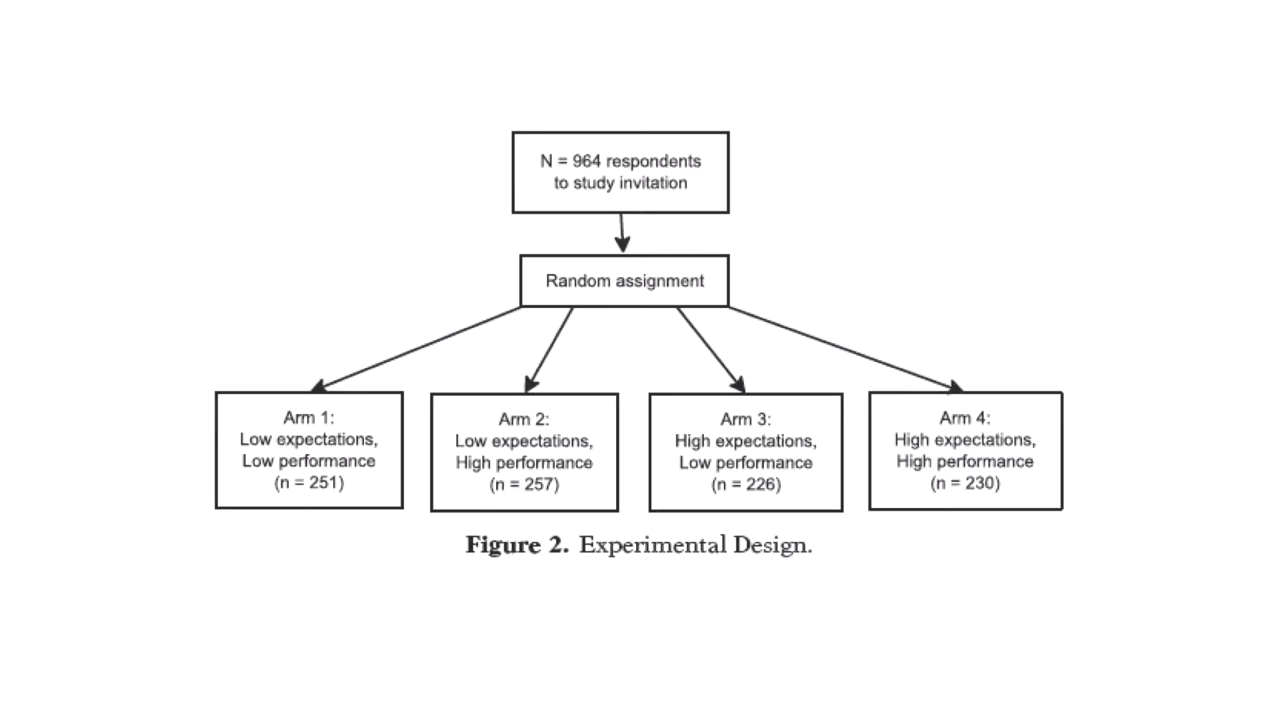 N = 964 respondents
to study invitation
Random assignment
Arm 1:
Low expectations,
Low performance
(n = 251)
Arm 2:
Low expectations,
High performance
(n = 257)
Arm 3:
High expectations,
Low performance
(n = 226)
Arm 4:
High expectations,
High performance
(n = 230)
Figure 2. Experimental Design.